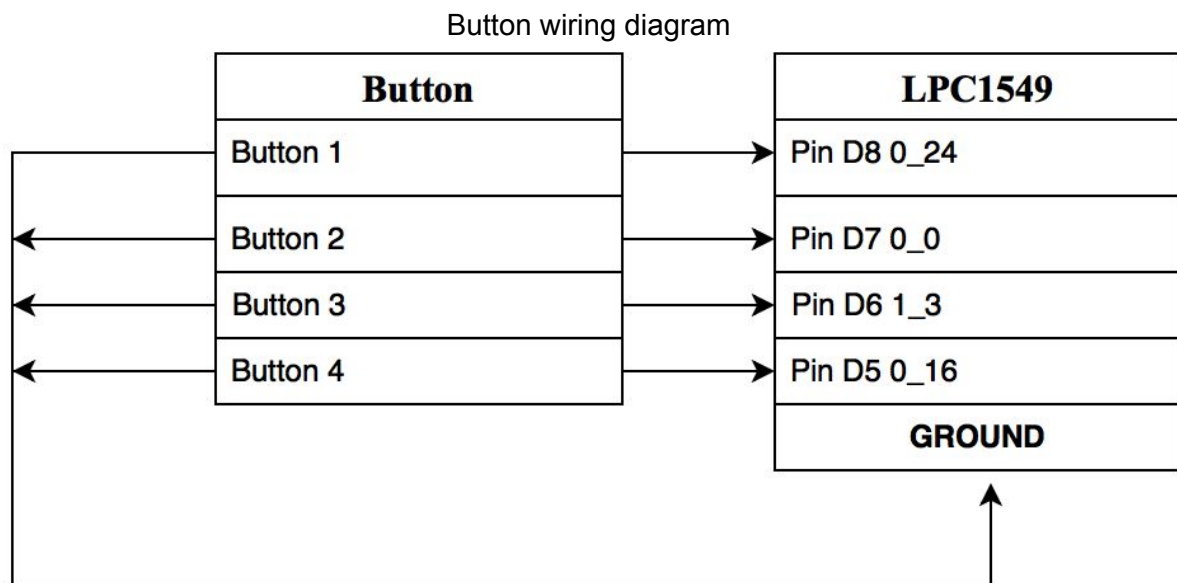 Button wiring diagram
Button
LPC1549
Button 1
Pin D8 0_24
Button 2
Pin D7 0_0
Button 3
Pin D6 1_3
Button 4
Pin D5 0_16
GROUND